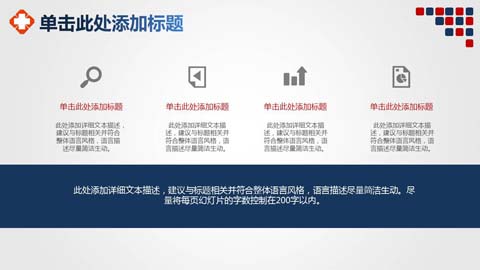 单击此处添加标题
单击此处添加标题
此处添加详细文本描述，
建议与标题相关并符合
整体语言风格，语言描
述尽量简洁生动。
单击此处添加标题
此处添加详细文本描
述，建议与标题相关并
符合整体语言风格，语
言描述尽量简洁生动。
单击此处添加标题
此处添加详细文本描
述，建议与标题相关并
符合整体语言风格，语
言描述尽量简洁生动。
单击此处添加标题
此处添加详细文本描
述，建议与标题相关并
符合整体语言风格，语
言描述尽量简洁生动。
此处添加详细文本描述，建议与标题相关并符合整体语言风格，语言描述尽量简洁生动。尽
量将每页幻灯片的字数控制在200字以内。